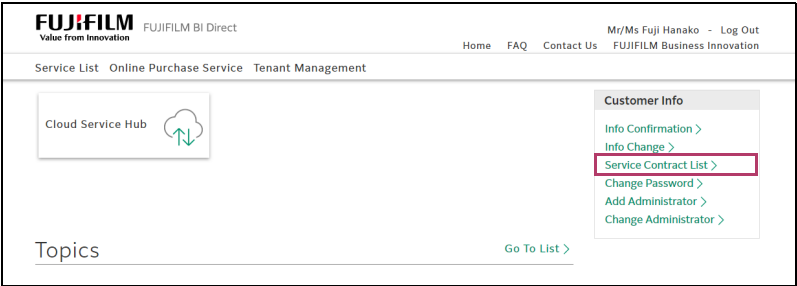 FUJIFILM
Value from Innovation
FUJIFILM BI Direct
Mr/Ms Fuji Hanako - Log Out
Home FAQ Contact Us FUJIFILM Business Innovation
Service List Online Purchase Service Tenant Management
Cloud Service Hub
Customer Info
Info Confirmation >
Info Change >
Service Contract List >
Change Password >
Add Administrator >
Change Administrator >
Topics
Go To List >